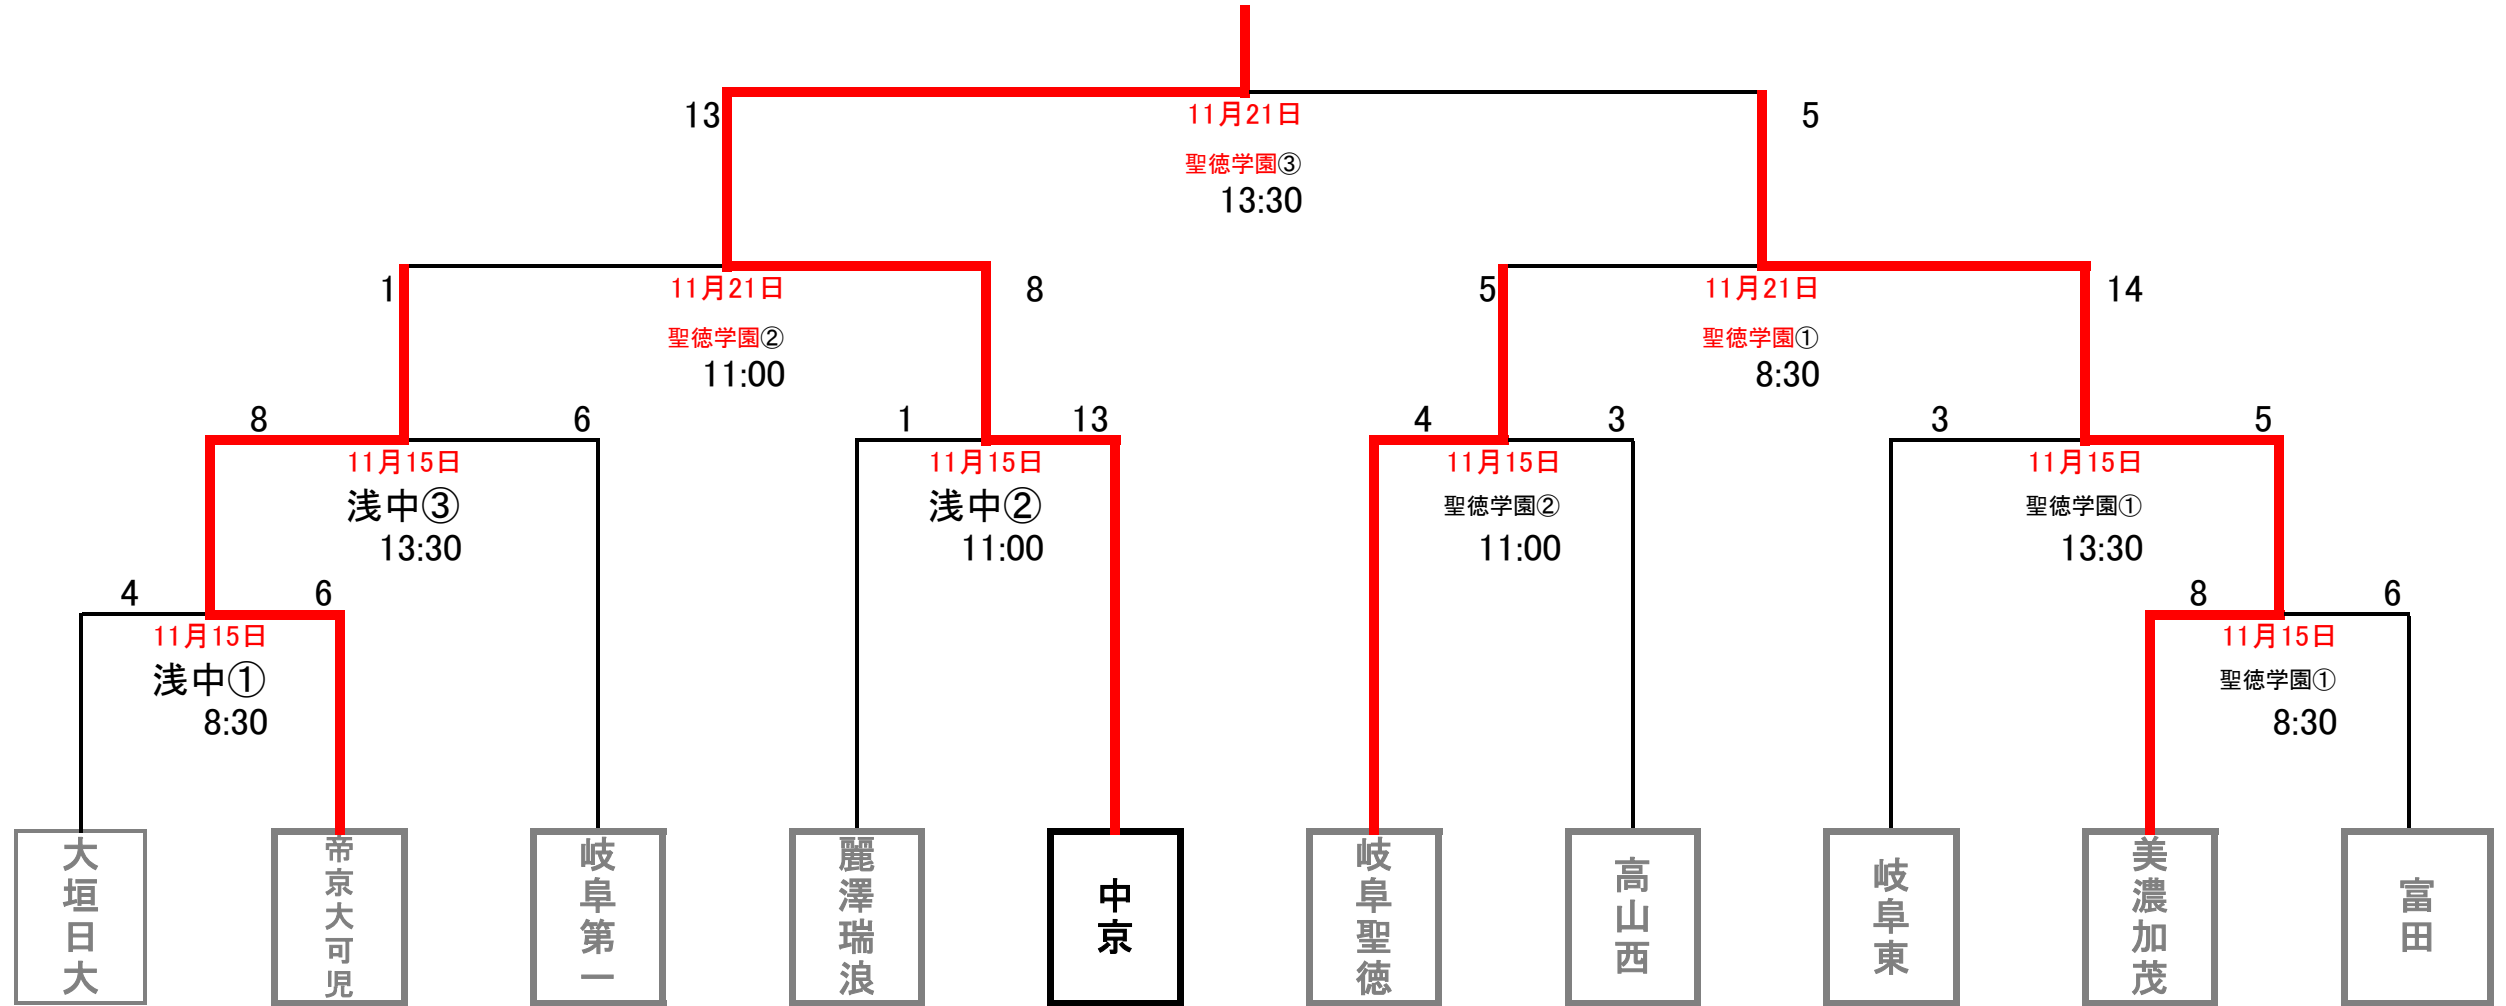 13
5
11月21日
聖徳学園③
13:30
1
8
5
14
11月21日
11月21日
聖徳学園②
聖徳学園①
11:00
8:30
8
6
1
13
4
3
3
5
11月15日
11月15日
11月15日
11月15日
浅中③
浅中②
聖徳学園②
聖徳学園①
13:30
11:00
11:00
13:30
4
6
8
6
11月15日
11月15日
浅中①
聖徳学園①
8:30
8:30
大垣日大
帝京大可児
岐阜第一
麗澤瑞浪
中京
岐阜聖徳
高山西
岐阜東
美濃加茂
富田